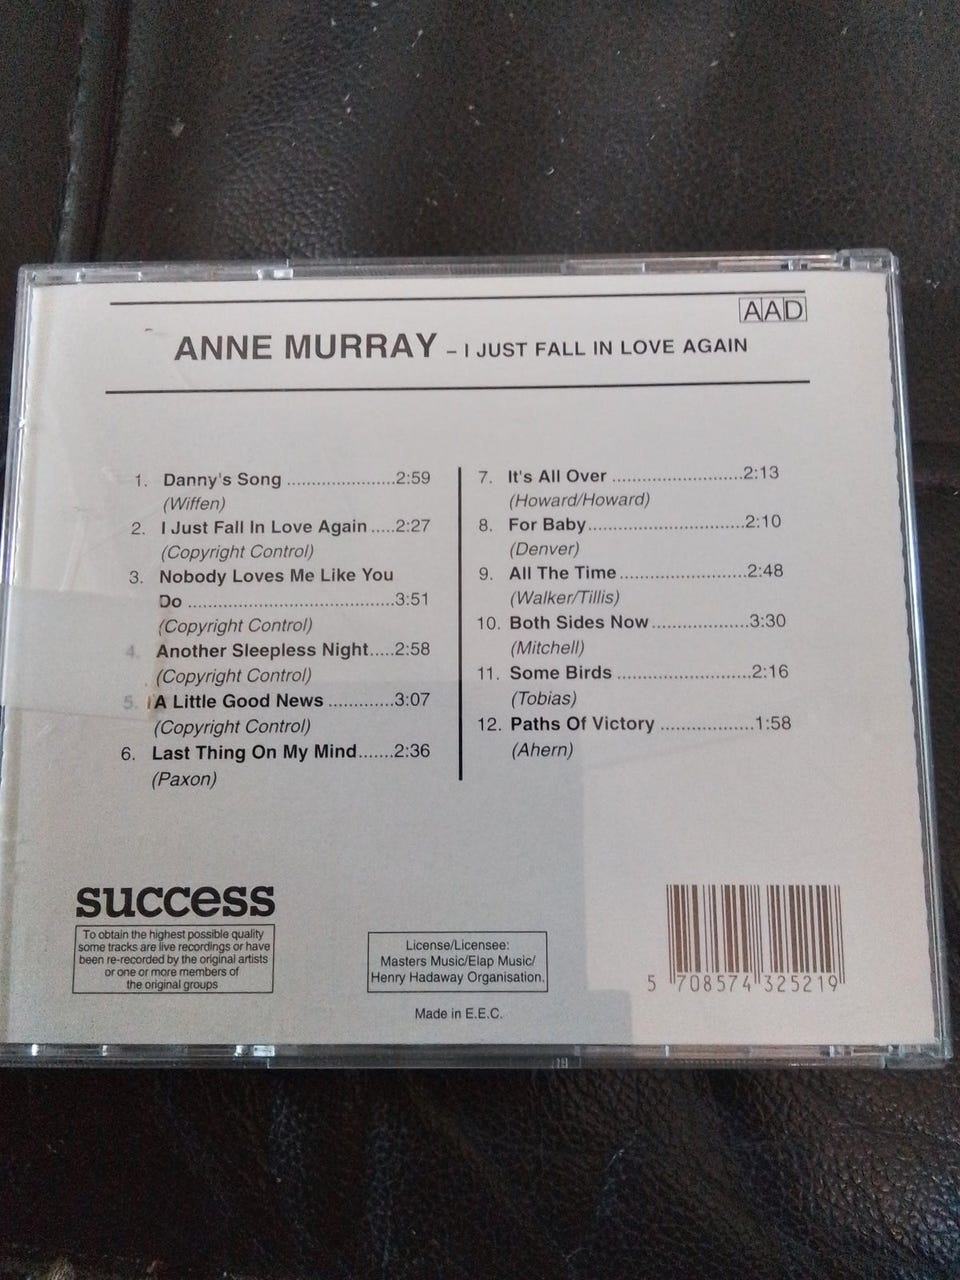 AAD
ANNE MURRAY – I JUST FALL IN LOVE AGAIN
1. Danny's Song ......................2:59
(Wiffen)
2. I Just Fall In Love Again .....2:27
(Copyright Control)
3. Nobody Loves Me Like You
Do ..........................................3:51
(Copyright Control)
4. Another Sleepless Night.....2:58
(Copyright Control)
5. A Little Good News .............3:07
(Copyright Control)
6. Last Thing On My Mind.......2:36
(Paxon)
7. It's All Over ..........................2:13
(Howard/Howard)
8. For Baby...............................2:10
(Denver)
9. All The Time.........................2:48
(Walker/Tillis)
10. Both Sides Now...................3:30
(Mitchell)
11. Some Birds ..........................2:16
(Tobias)
12. Paths Of Victory ..................1:58
(Ahern)
success
To obtain the highest possible quality
some tracks are live recordings or have
been re-recorded by the original artists
or one or more members of
the original groups
License/Licensee:
Masters Music/Elap Music/
Henry Hadaway Organisation.
Made in E.E.C.
5 708574 325219